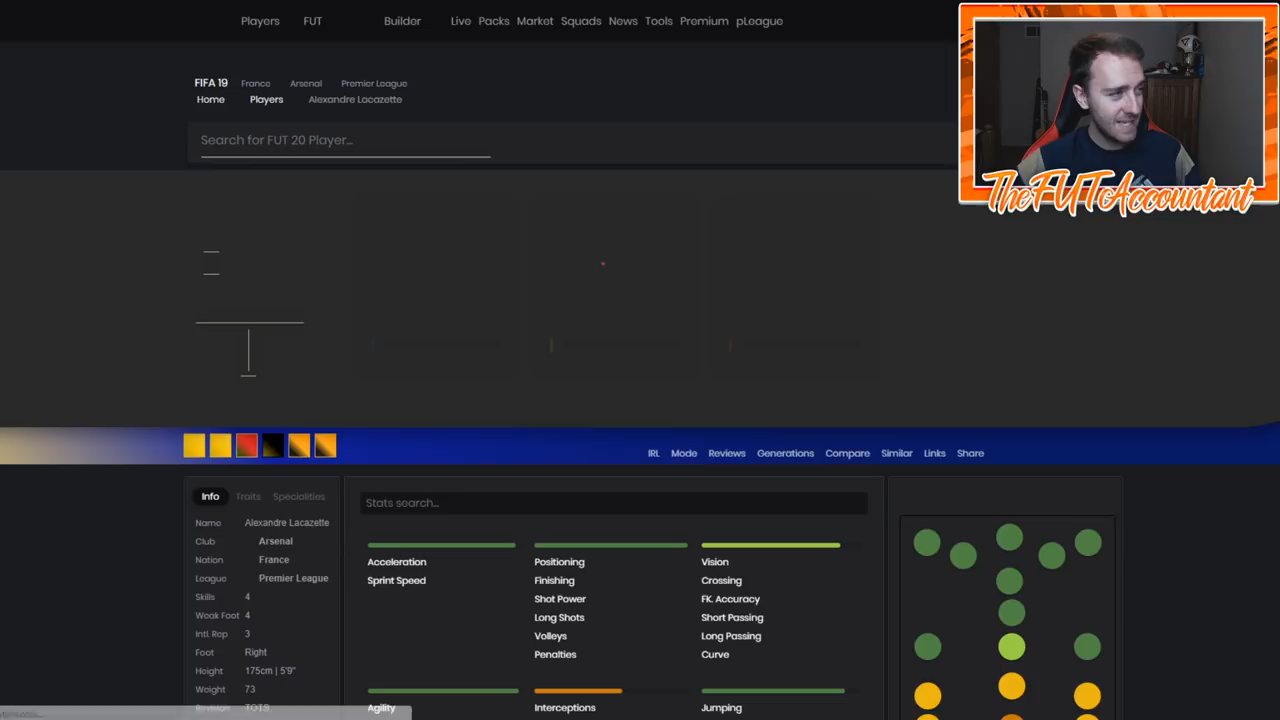 Players FUT Builder Live Packs Market Squads News Tools Premium pLeague
FIFA 19 France Arsenal Premier League
Home Players Alexandre Lacazette
Search for FUT 20 Player...
TheFUTAccountant
IRL Mode Reviews Generations Compare Similar Links Share
Info Traits Specialities
Name Alexandre Lacazette
Club Arsenal
Nation France
League Premier League
Skills 4
Weak Foot 4
Intl. Rep 3
Foot Right
Height 175cm | 5'9"
Weight 73
Revision TOTS
Stats search...
Acceleration
Sprint Speed
Positioning
Finishing
Shot Power
Long Shots
Volleys
Penalties
Vision
Crossing
FK. Accuracy
Short Passing
Long Passing
Curve
Agility
Interceptions
Jumping